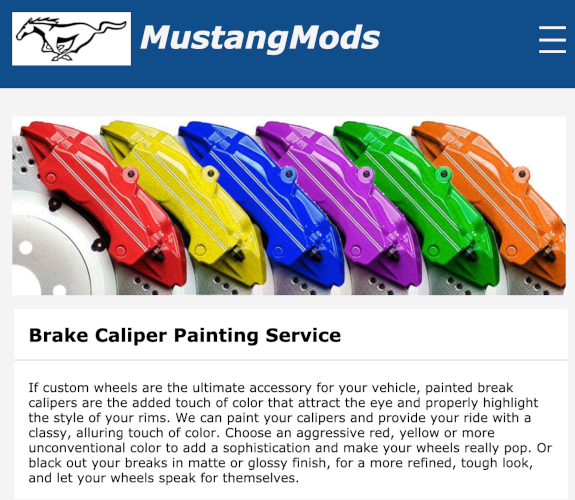 MustangMods
Brake Caliper Painting Service
If custom wheels are the ultimate accessory for your vehicle, painted break
calipers are the added touch of color that attract the eye and properly highlight
the style of your rims. We can paint your calipers and provide your ride with a
classy, alluring touch of color. Choose an aggressive red, yellow or more
unconventional color to add a sophistication and make your wheels really pop. Or
black out your breaks in matte or glossy finish, for a more refined, tough look,
and let your wheels speak for themselves.